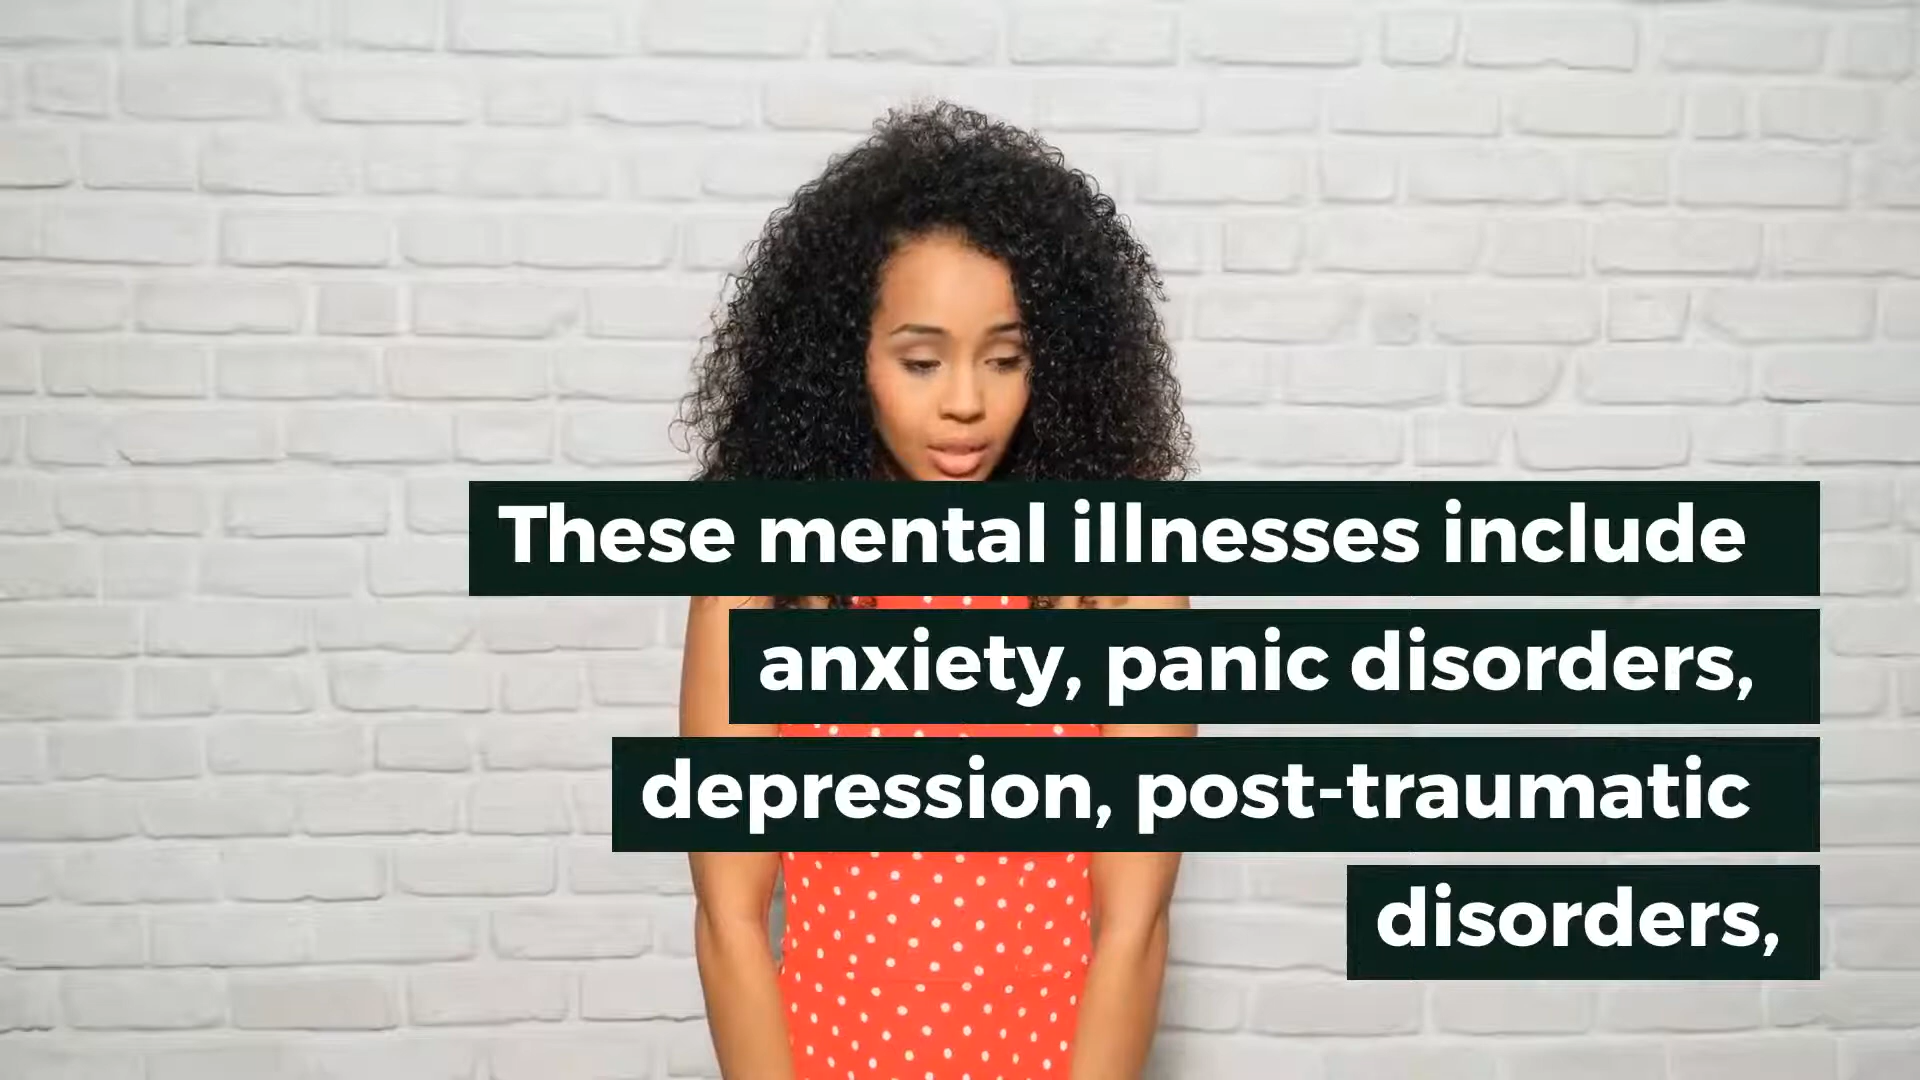 These mental illnesses include
anxiety, panic disorders,
depression, post-traumatic
disorders,